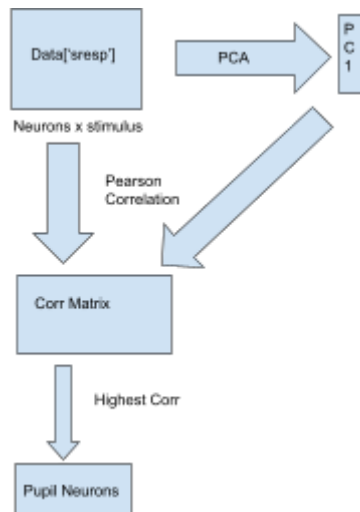 Data['sresp']
PCA
P
C
1
Neurons x stimulus
Pearson
Correlation
Corr Matrix
Highest Corr
Pupil Neurons